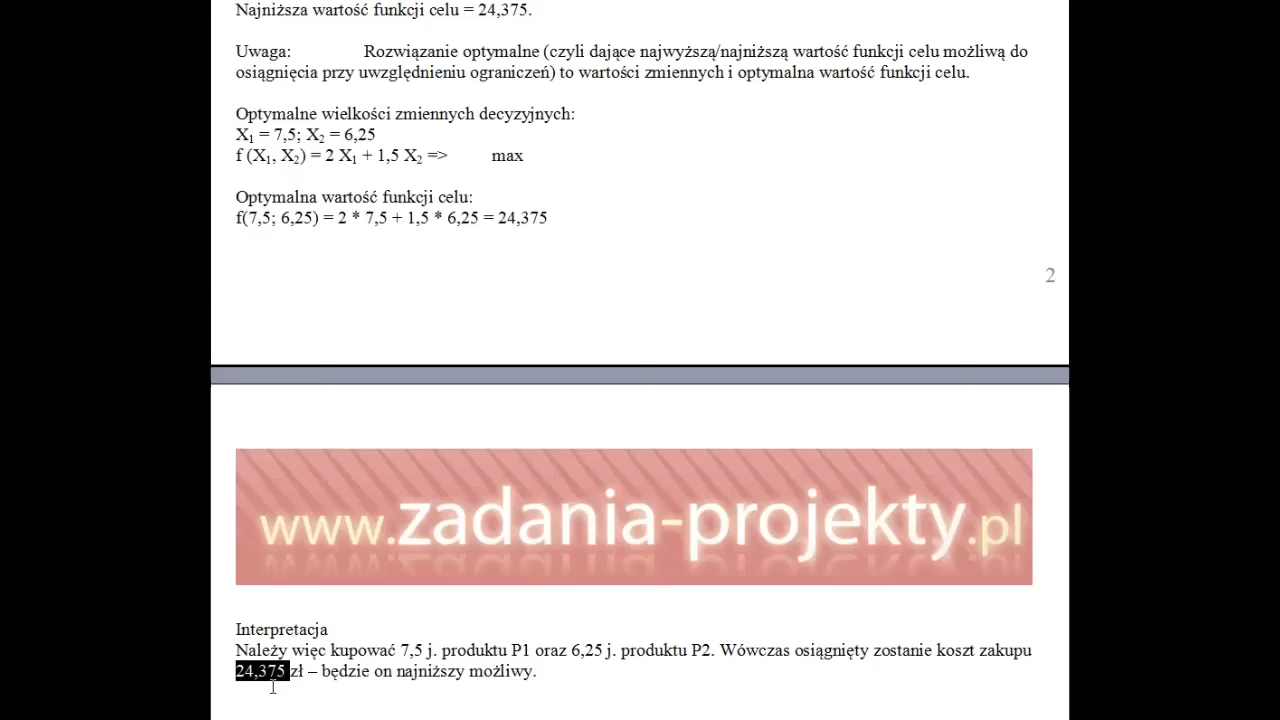 Najniższa wartość funkcji celu = 24,375.
Uwaga: Rozwiązanie optymalne (czyli dające najwyższą/najniższą wartość funkcji celu możliwą do
osiągnięcia przy uwzględnieniu ograniczeń) to wartości zmiennych i optymalna wartość funkcji celu.
Optymalne wielkości zmiennych decyzyjnych:
X₁ = 7,5; X₂ = 6,25
f (X₁, X₂) = 2 X₁ + 1,5 X₂ => max
Optymalna wartość funkcji celu:
f(7,5; 6,25) = 2 * 7,5 + 1,5 * 6,25 = 24,375
2
www.zadania-projekty.pl
Interpretacja
Należy więc kupować 7,5 j. produktu P1 oraz 6,25 j. produktu P2. Wówczas osiągnięty zostanie koszt zakupu
24,375 zł – będzie on najniższy możliwy.